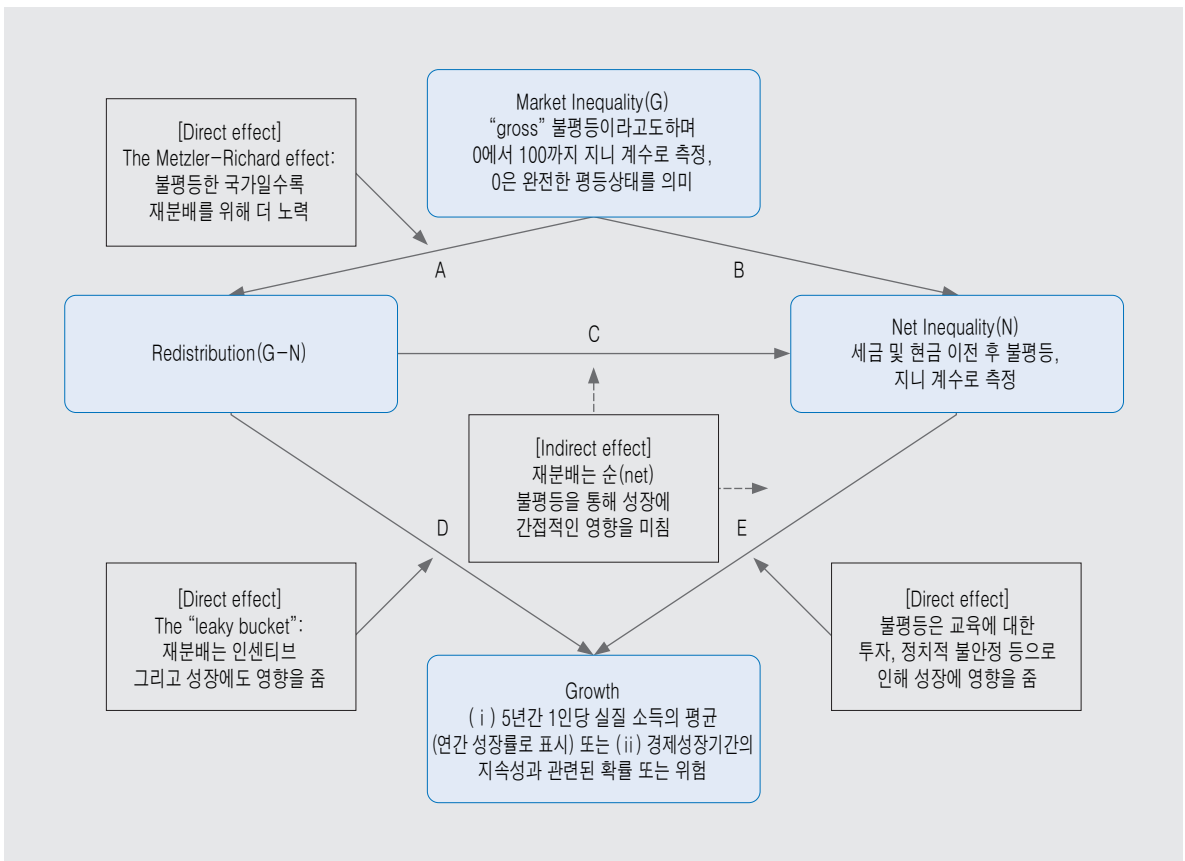 Market Inequality(G)
“gross” 불평등이라고도하며
0에서 100까지 지니 계수로 측정,
0은 완전한 평등상태를 의미
[Direct effect]
The Metzler-Richard effect:
불평등한 국가일수록
재분배를 위해 더 노력
A
B
Redistribution(G-N)
C
Net Inequality(N)
세금 및 현금 이전 후 불평등,
지니 계수로 측정
[Indirect effect]
재분배는 순(net)
불평등을 통해 성장에
간접적인 영향을 미침
D
E
[Direct effect]
The “leaky bucket”:
재분배는 인센티브
그리고 성장에도 영향을 줌
[Direct effect]
불평등은 교육에 대한
투자, 정치적 불안정 등으로
인해 성장에 영향을 줌
Growth
(ⅰ) 5년간 1인당 실질 소득의 평균
(연간 성장률로 표시) 또는 (ⅱ) 경제성장기간의
지속성과 관련된 확률 또는 위험